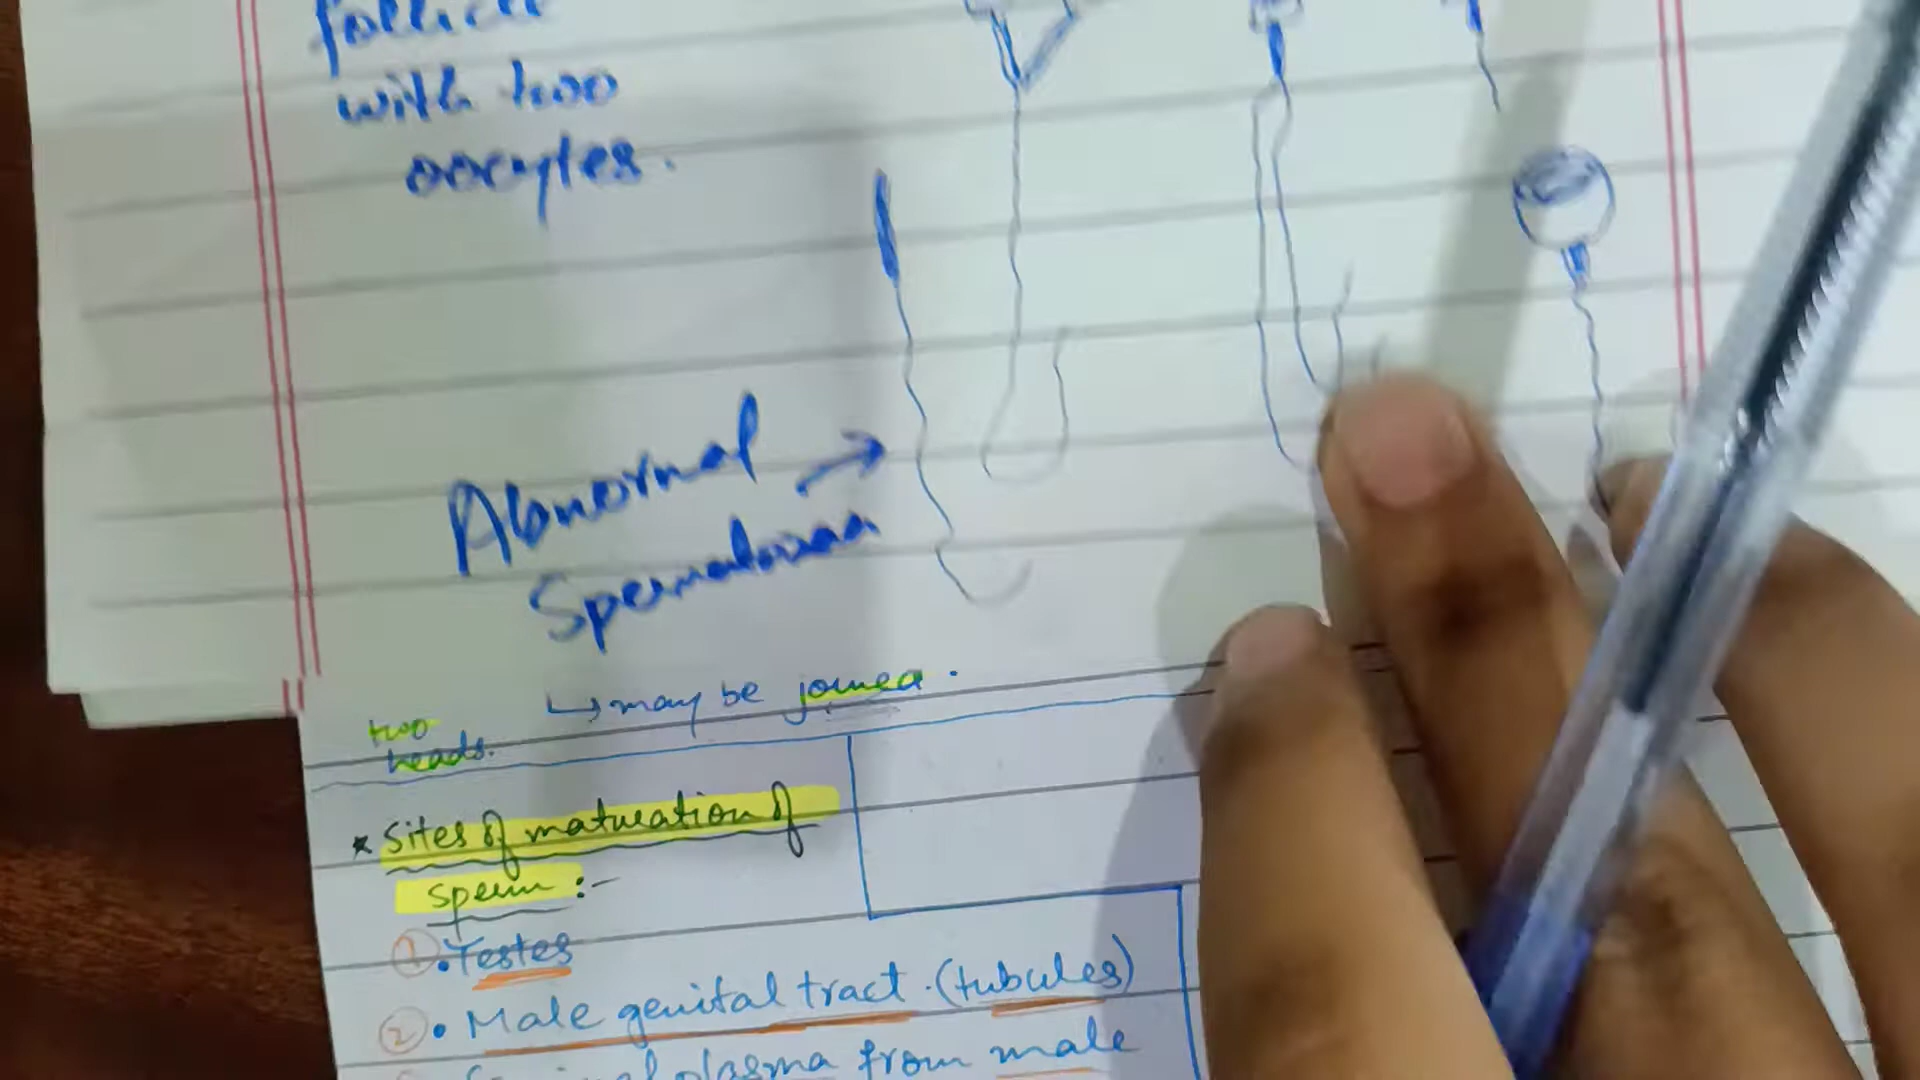 with two
oocytes.
Abnormal
Spermatozoa
↳ may be joined.
two
heads.
* Sites of maturation of
sperm :-
① • Testes
② • Male genital tract. (tubules)
plasma from male